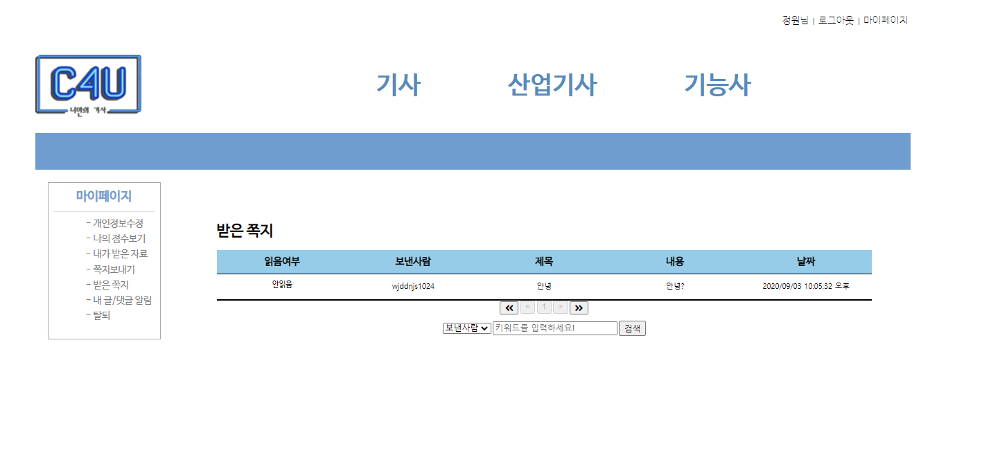 정원님 | 로그아웃 | 마이페이지
C4U
나만의 기사
기사 산업기사 기능사
마이페이지
- 개인정보수정
- 나의 점수보기
- 내가 받은 자료
- 쪽지보내기
- 받은 쪽지
- 내 글/댓글 알림
- 탈퇴
받은 쪽지
읽음여부 보낸사람 제목 내용 날짜
안읽음 wjddnjs1024 안녕 안녕? 2020/09/03 10:05:32 오후
« < 1 > »
보낸사람 키워드를 입력하세요! 검색